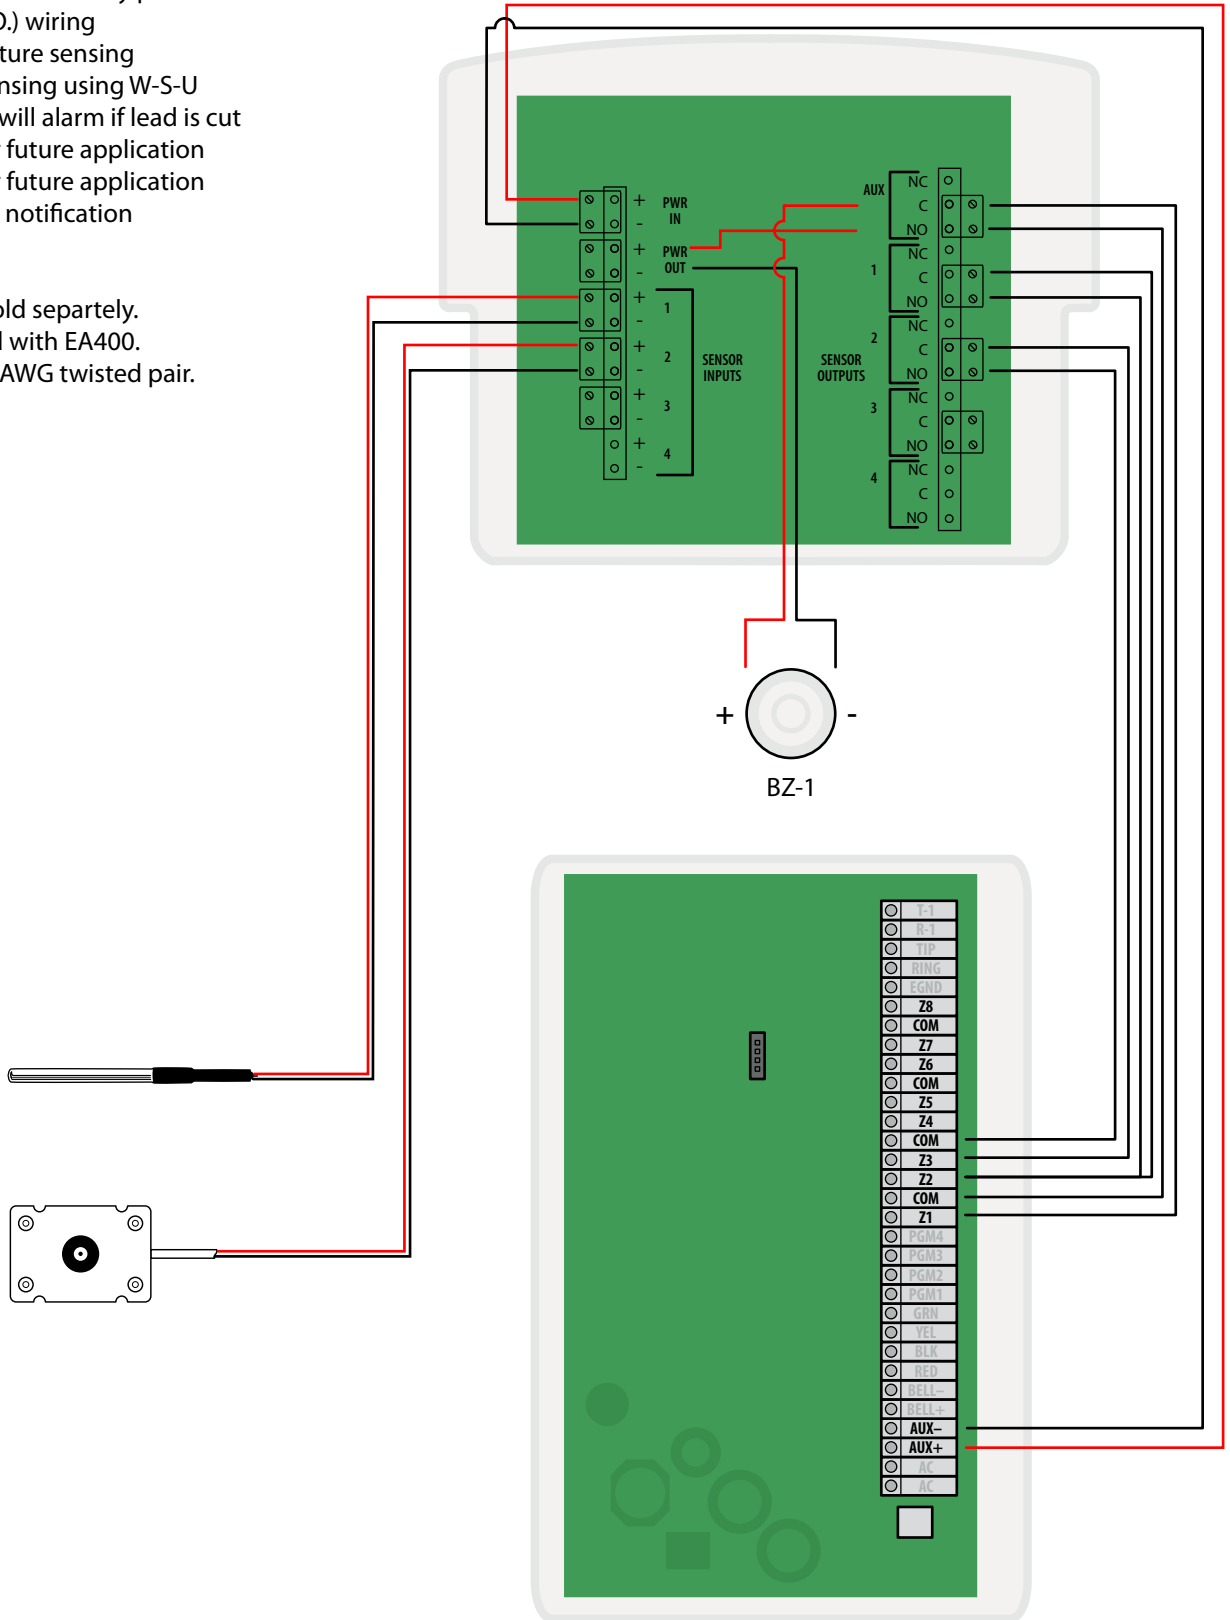 O.) wiring
ture sensing
nsing using W-S-U
will alarm if lead is cut
future application
future application
notification
old separtely.
with EA400.
AWG twisted pair.
+ PWR IN
-
+ PWR OUT
-
+ 1
-
+ 2
-
+ 3
-
+ 4
-
SENSOR INPUTS
SENSOR OUTPUTS
AUX NC
C
NO
1 NC
C
NO
2 NC
C
NO
3 NC
C
NO
4 NC
C
NO
+ -
BZ-1
T-1
R-1
TIP
RING
EGND
Z8
COM
Z7
Z6
COM
Z5
Z4
COM
Z3
Z2
COM
Z1
PGM4
PGM3
PGM2
PGM1
GRN
YEL
BLK
RED
BELL–
BELL+
AUX–
AUX+
AC
AC